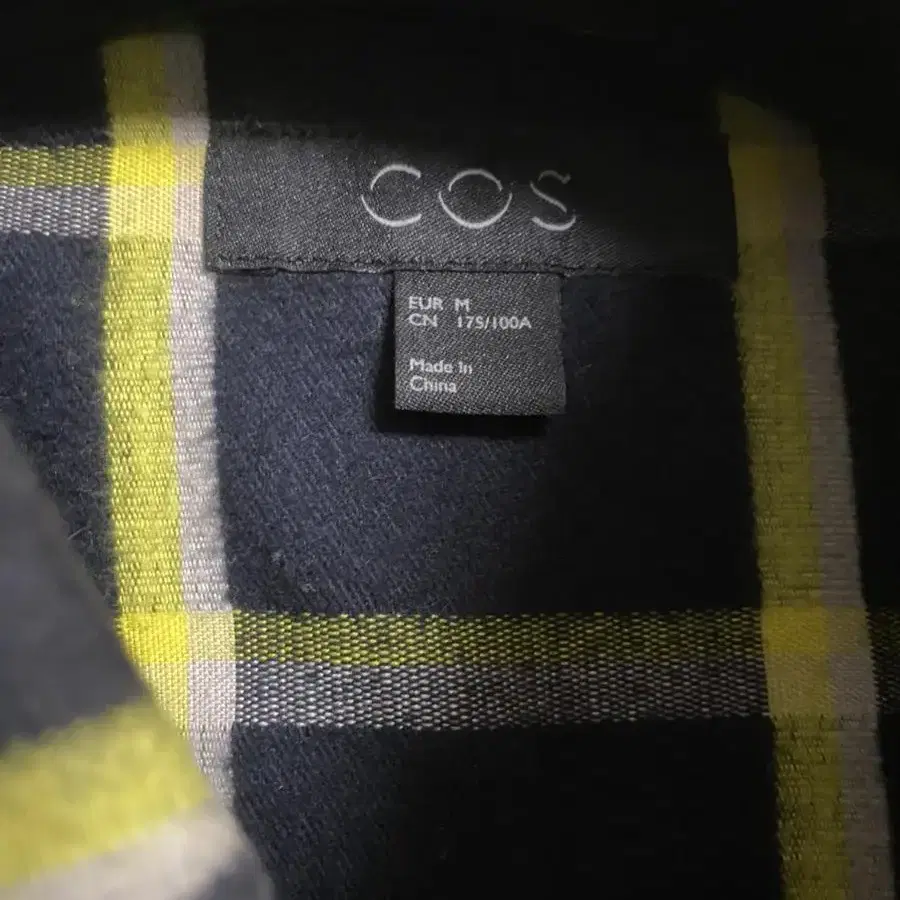 COS
EUR M
CN 175/100A
Made In
China